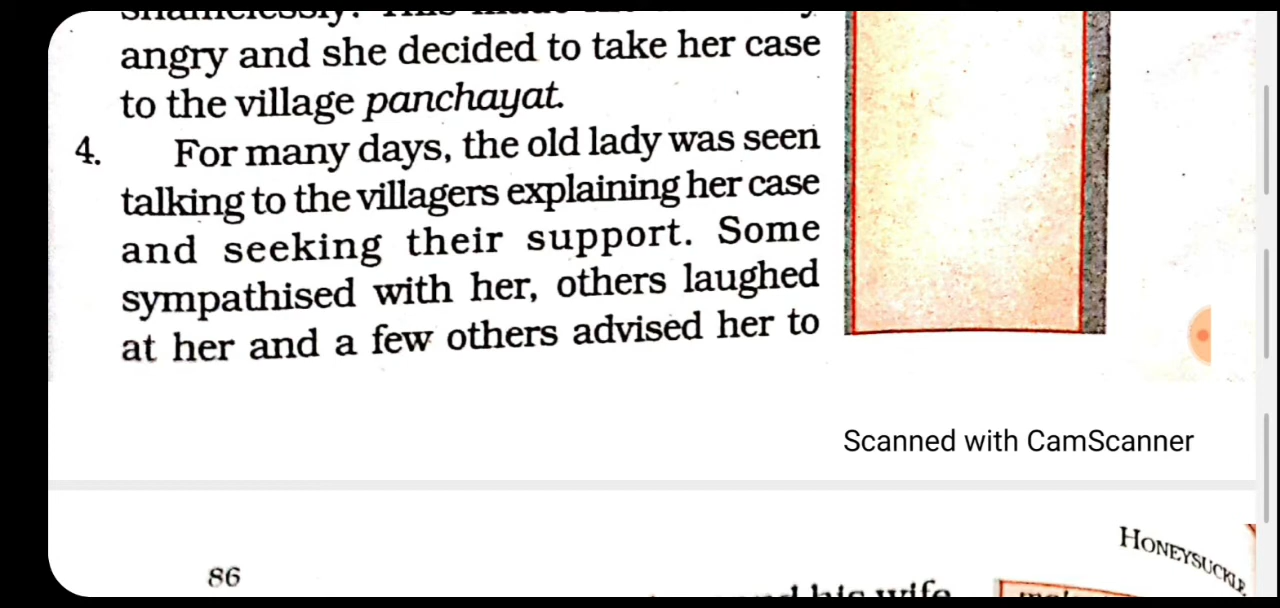 angry and she decided to take her case
to the village panchayat.
4. For many days, the old lady was seen
talking to the villagers explaining her case
and seeking their support. Some
sympathised with her, others laughed
at her and a few others advised her to
Scanned with CamScanner
HONEYSUCKLE
86
his wife